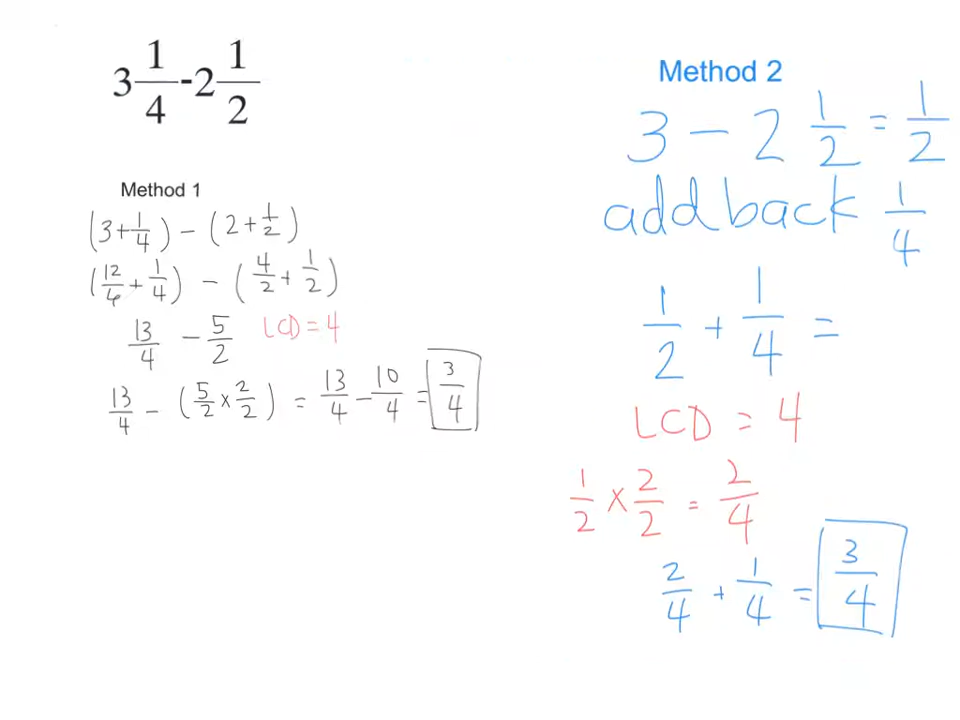 3 1/4 - 2 1/2
Method 1
(3 + 1/4) - (2 + 1/2)
(12/4 + 1/4) - (4/2 + 1/2)
13/4 - 5/2 LCD = 4
13/4 - (5/2 × 2/2) = 13/4 - 10/4 = 3/4
Method 2
3 - 2 1/2 = 1/2
add back 1/4
1/2 + 1/4 =
LCD = 4
1/2 × 2/2 = 2/4
2/4 + 1/4 = 3/4